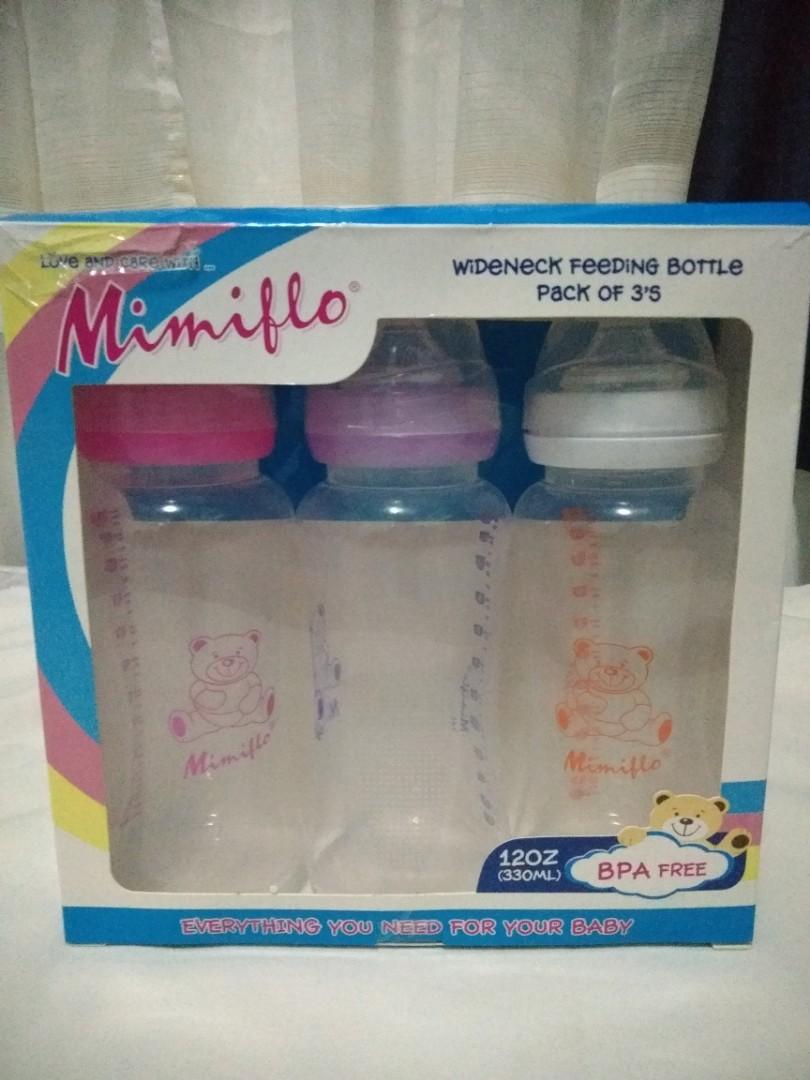 LOVE AND CARE WITH...
Mimiflo®
WIDENECK FEEDING BOTTLE
PACK OF 3'S
Mimiflo®
Mimiflo®
12OZ
(330ML)
BPA FREE
EVERYTHING YOU NEED FOR YOUR BABY